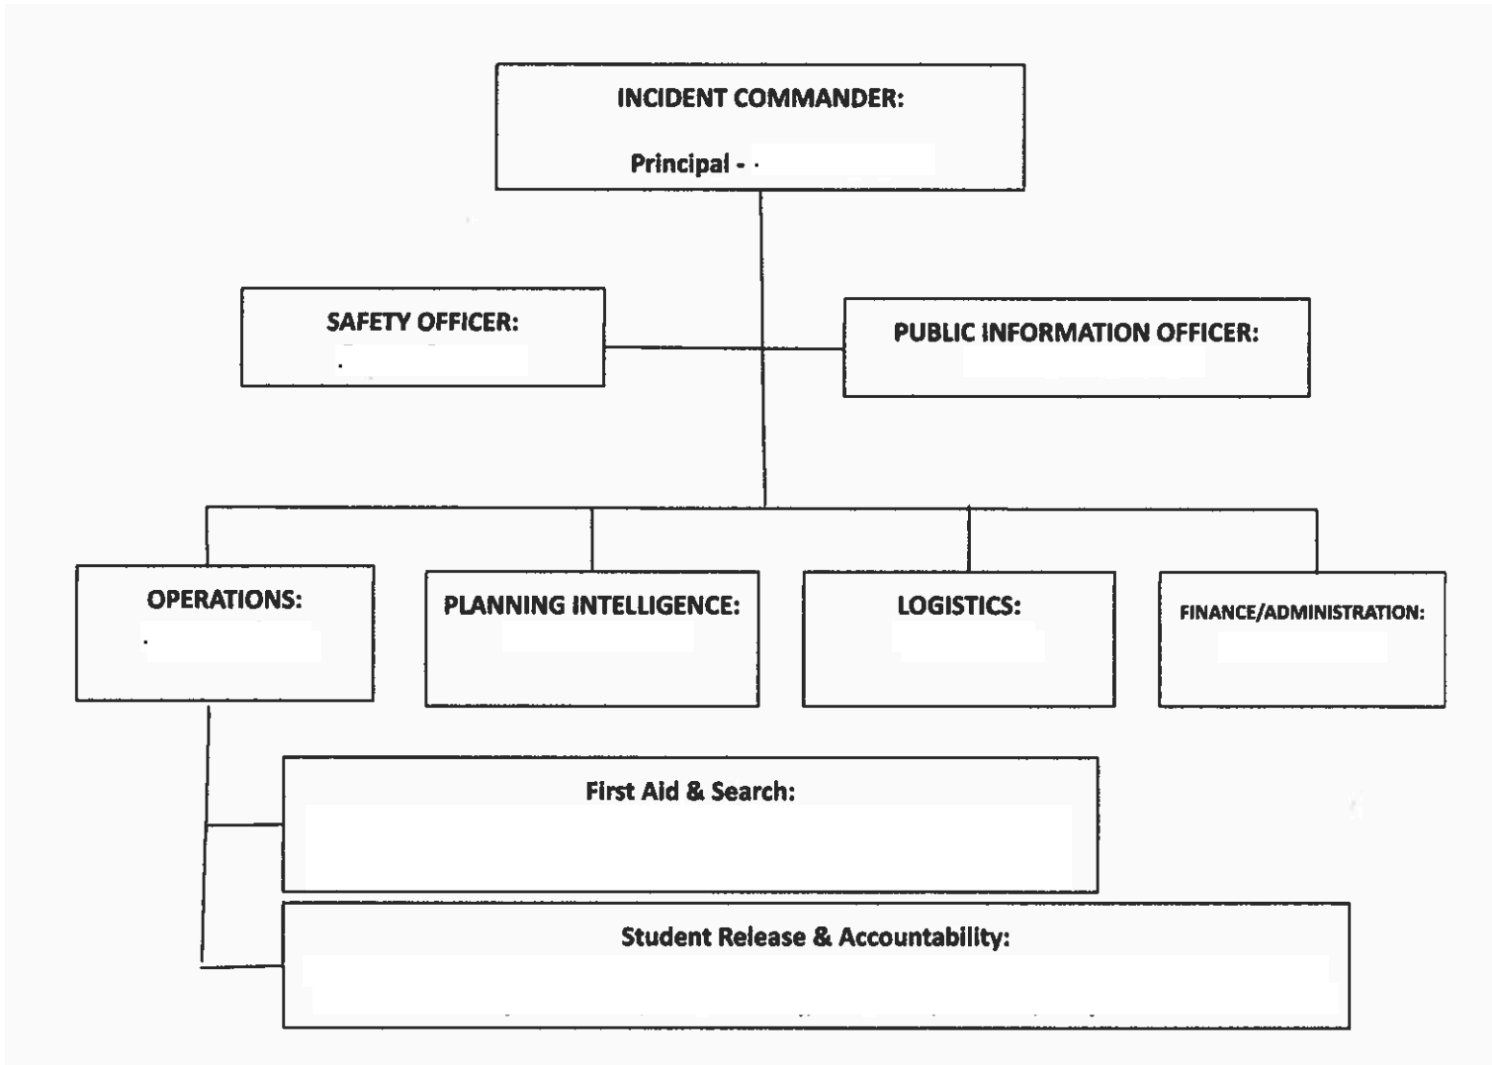 INCIDENT COMMANDER:
Principal -
SAFETY OFFICER:
PUBLIC INFORMATION OFFICER:
OPERATIONS:
PLANNING INTELLIGENCE:
LOGISTICS:
FINANCE/ADMINISTRATION:
First Aid & Search:
Student Release & Accountability: